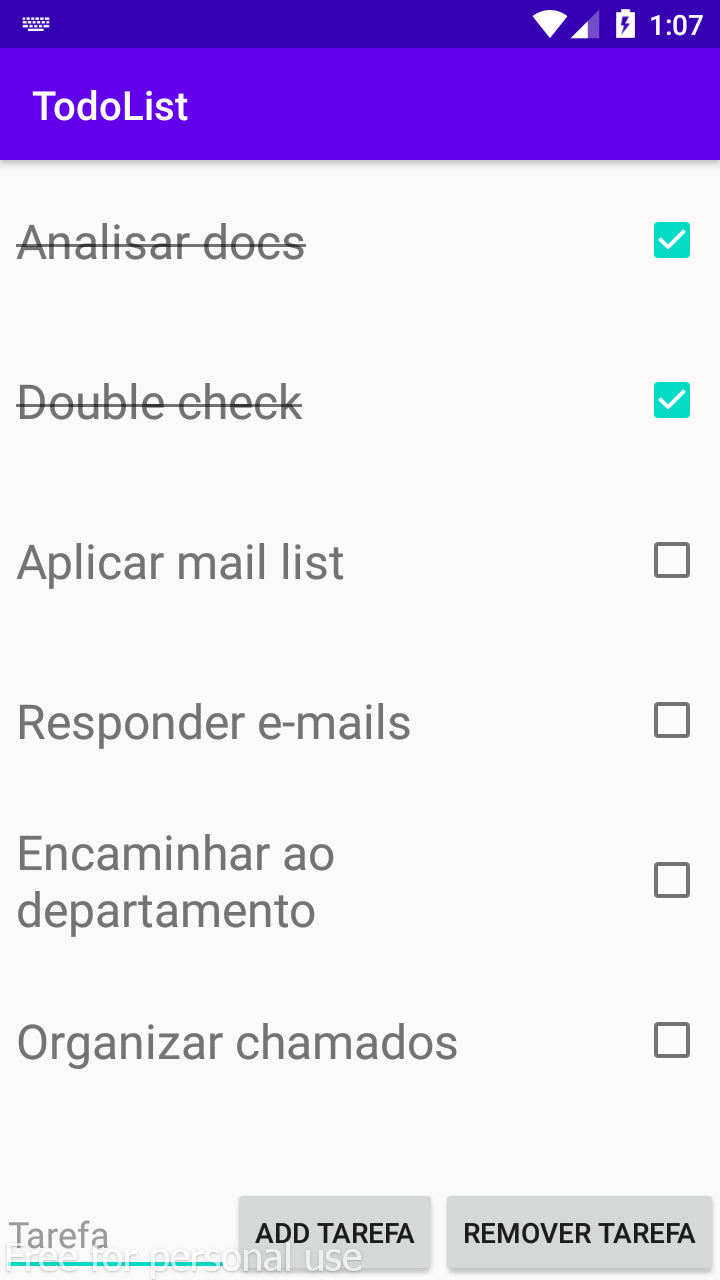 1:07
TodoList
Analisar docs
Double check
Aplicar mail list
Responder e-mails
Encaminhar ao
departamento
Organizar chamados
Tarefa
ADD TAREFA
REMOVER TAREFA
Free for personal use